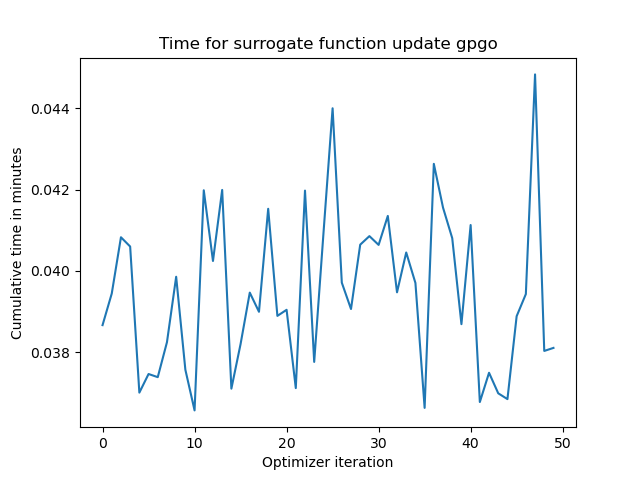 Time for surrogate function update gpgo
Cumulative time in minutes
0.044
0.042
0.040
0.038
0 10 20 30 40 50
Optimizer iteration